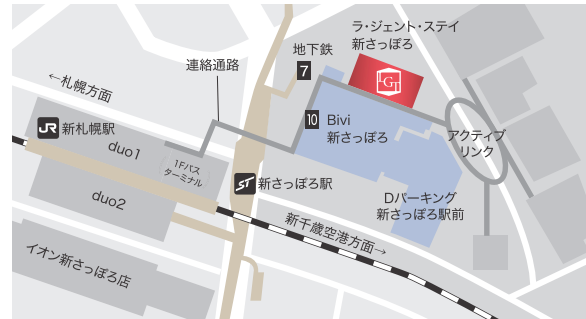 ラ・ジェント・ステイ
新さっぽろ
LGT
地下鉄
7
連絡通路
←札幌方面
10
Bivi
新さっぽろ
アクティブ
リンク
JR 新札幌駅
duo1
1Fバス
ターミナル
ST 新さっぽろ駅
duo2
Dパーキング
新さっぽろ駅前
新千歳空港方面→
イオン新さっぽろ店